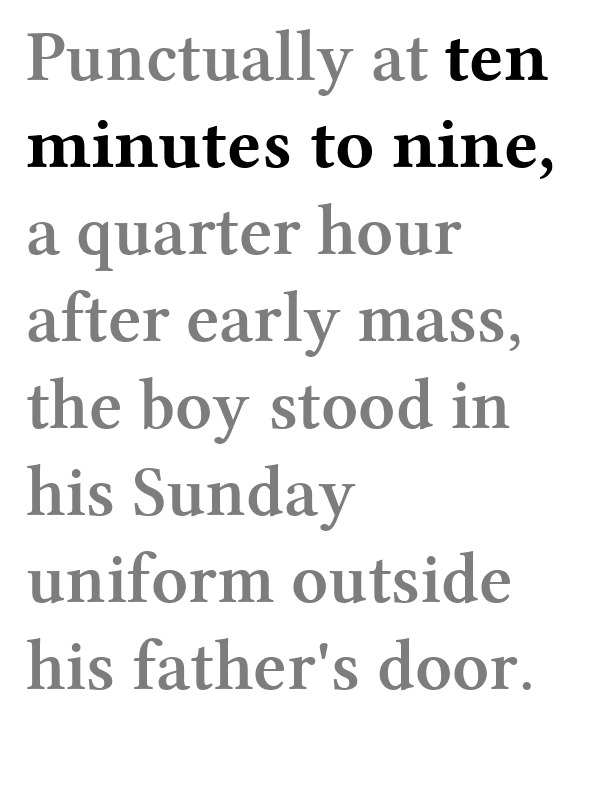 Punctually at ten
minutes to nine,
a quarter hour
after early mass,
the boy stood in
his Sunday
uniform outside
his father's door.